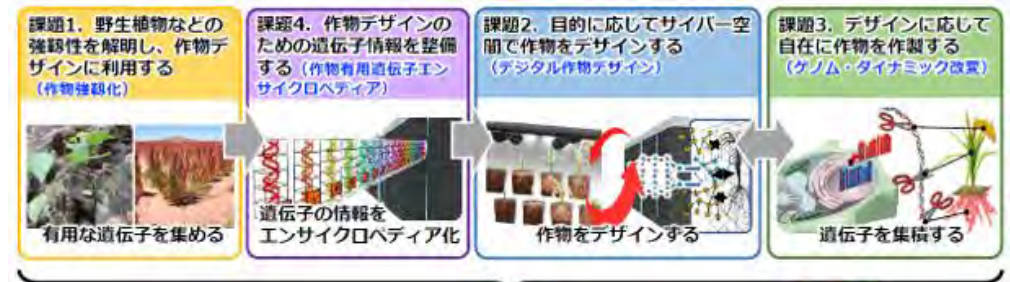 課題1. 野生植物などの
強靱性を解明し、作物デ
ザインに利用する
(作物強靱化)
有用な遺伝子を集める
課題4. 作物デザインの
ための遺伝子情報を整備
する(作物有用遺伝子エン
サイクロペディア)
遺伝子の情報を
エンサイクロペディア化
課題2. 目的に応じてサイバー空
間で作物をデザインする
(デジタル作物デザイン)
作物をデザインする
課題3. デザインに応じて
自在に作物を作製する
(ゲノム・ダイナミック改変)
遺伝子を集積する